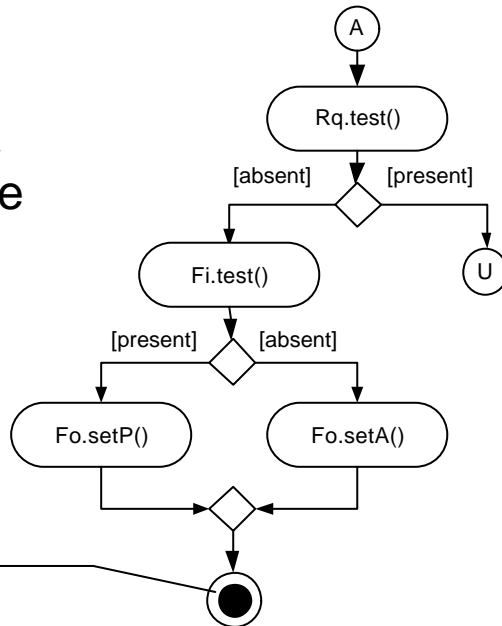 A
Rq.test()
[absent] [present]
U
Fi.test()
[present] [absent]
Fo.setP() Fo.setA()